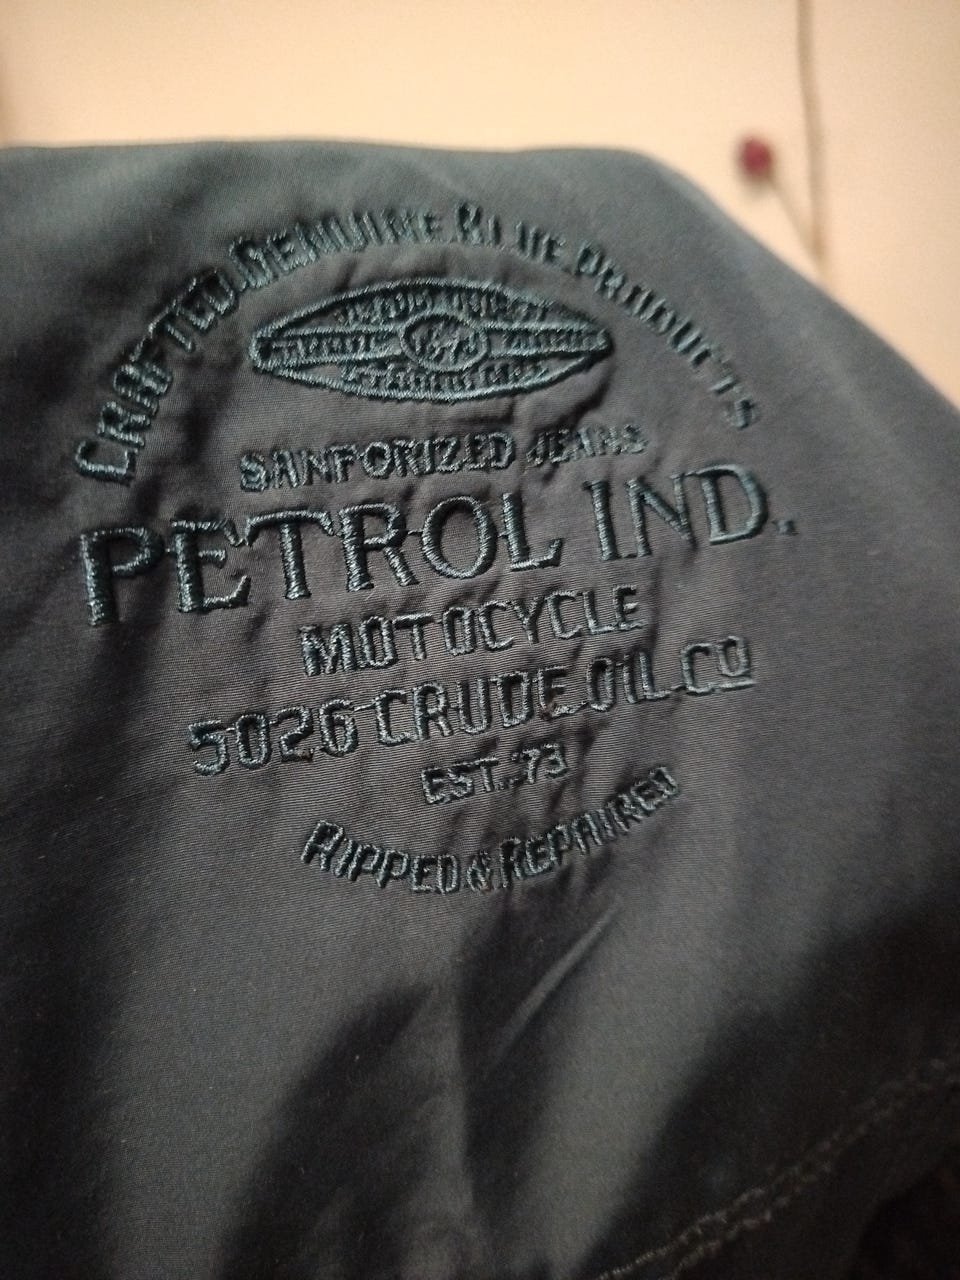 CRAFTED.GENUINE.BLUE.PRODUCTS
SANFORIZED JEANS
PETROL IND.
MOTOCYCLE
5026 CRUDE OIL CO
EST. 73
RIPPED & REPAIRED